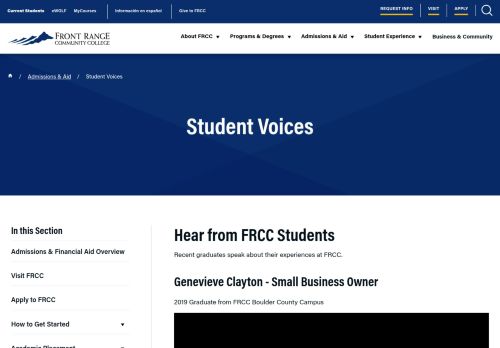 Current Students eWOLF MyCourses Información en español Give to FRCC REQUEST INFO VISIT APPLY
FRONT RANGE
COMMUNITY COLLEGE
About FRCC Programs & Degrees Admissions & Aid Student Experience Business & Community
/ Admissions & Aid / Student Voices
Student Voices
In this Section
Admissions & Financial Aid Overview
Visit FRCC
Apply to FRCC
How to Get Started
Academic Placement
Hear from FRCC Students
Recent graduates speak about their experiences at FRCC.
Genevieve Clayton - Small Business Owner
2019 Graduate from FRCC Boulder County Campus